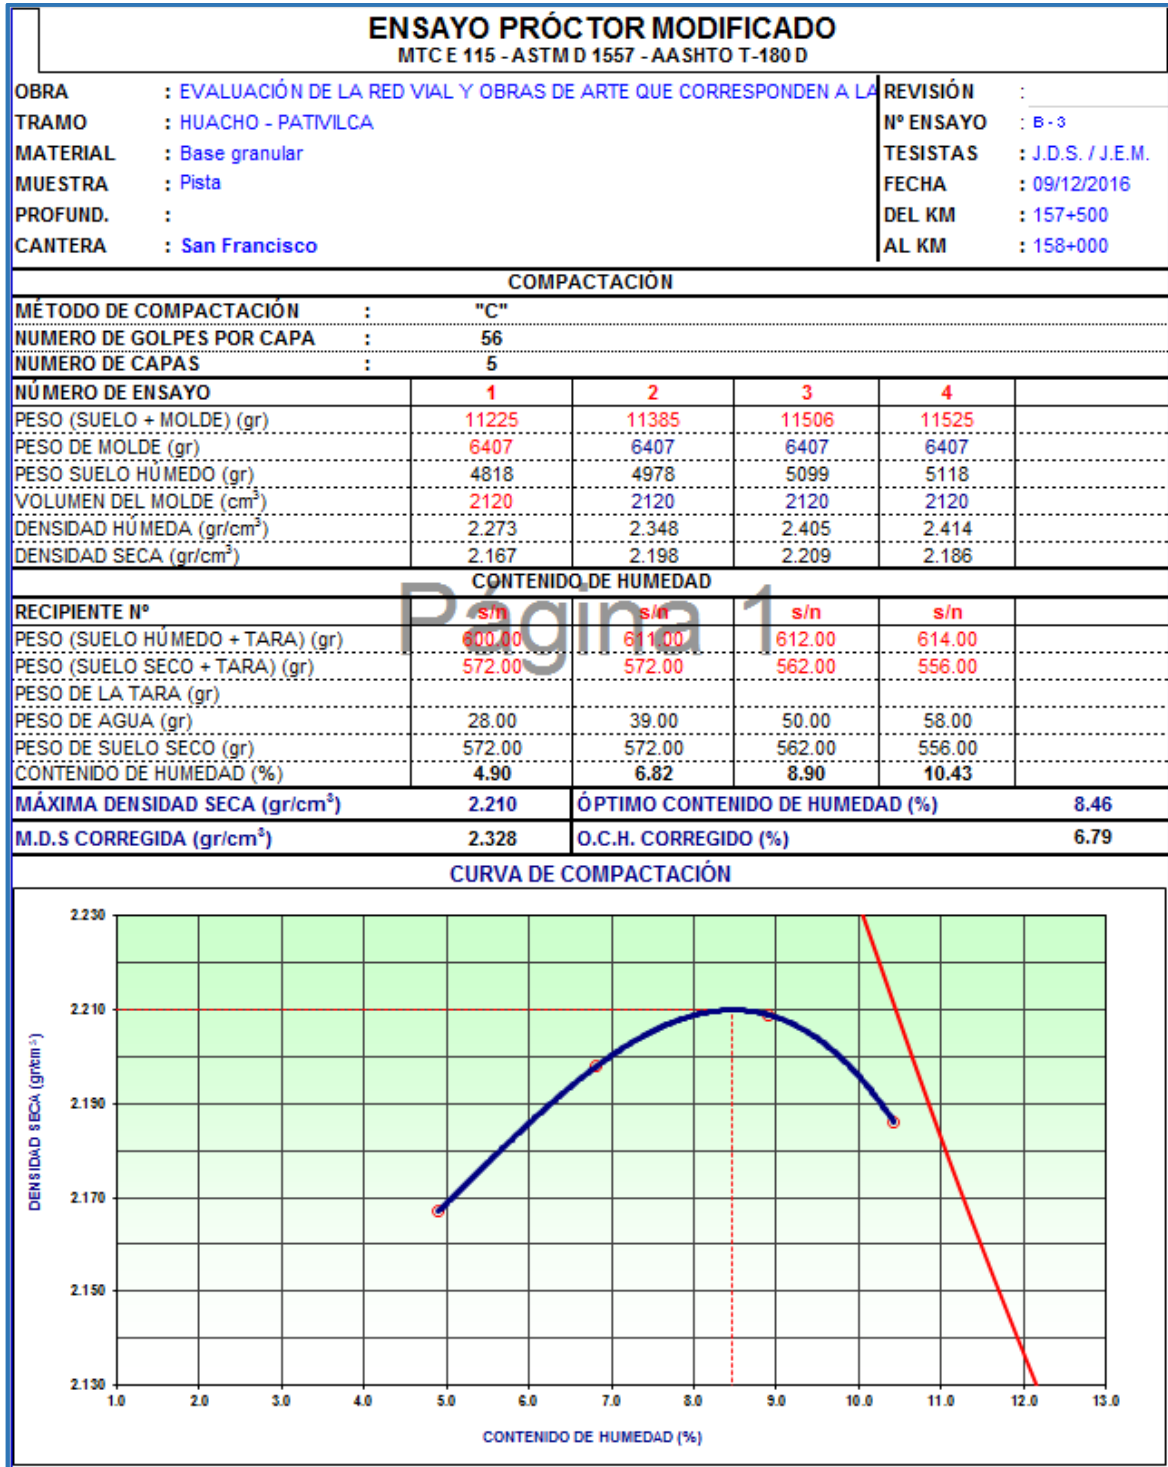 ENSAYO PRÓCTOR MODIFICADO
MTC E 115 - ASTM D 1557 - AASHTO T-180 D
OBRA : EVALUACIÓN DE LA RED VIAL Y OBRAS DE ARTE QUE CORRESPONDEN A LA REVISIÓN :
TRAMO : HUACHO - PATIVILCA Nº ENSAYO : B - 3
MATERIAL : Base granular TESISTAS : J.D.S. / J.E.M.
MUESTRA : Pista FECHA : 09/12/2016
PROFUND. : DEL KM : 157+500
CANTERA : San Francisco AL KM : 158+000
COMPACTACIÓN
MÉTODO DE COMPACTACIÓN : "C"
NUMERO DE GOLPES POR CAPA : 56
NUMERO DE CAPAS : 5
NÚMERO DE ENSAYO 1 2 3 4
PESO (SUELO + MOLDE) (gr) 11225 11385 11506 11525
PESO DE MOLDE (gr) 6407 6407 6407 6407
PESO SUELO HÚMEDO (gr) 4818 4978 5099 5118
VOLUMEN DEL MOLDE (cm³) 2120 2120 2120 2120
DENSIDAD HÚMEDA (gr/cm³) 2.273 2.348 2.405 2.414
DENSIDAD SECA (gr/cm³) 2.167 2.198 2.209 2.186
CONTENIDO DE HUMEDAD
Página 1
RECIPIENTE Nº s/n s/n s/n s/n
PESO (SUELO HÚMEDO + TARA) (gr) 600.00 611.00 612.00 614.00
PESO (SUELO SECO + TARA) (gr) 572.00 572.00 562.00 556.00
PESO DE LA TARA (gr)
PESO DE AGUA (gr) 28.00 39.00 50.00 58.00
PESO DE SUELO SECO (gr) 572.00 572.00 562.00 556.00
CONTENIDO DE HUMEDAD (%) 4.90 6.82 8.90 10.43
MÁXIMA DENSIDAD SECA (gr/cm³) 2.210 ÓPTIMO CONTENIDO DE HUMEDAD (%) 8.46
M.D.S CORREGIDA (gr/cm³) 2.328 O.C.H. CORREGIDO (%) 6.79
CURVA DE COMPACTACIÓN
2.230
2.210
2.190
2.170
2.150
2.130
DENSIDAD SECA (gr/cm³)
1.0 2.0 3.0 4.0 5.0 6.0 7.0 8.0 9.0 10.0 11.0 12.0 13.0
CONTENIDO DE HUMEDAD (%)